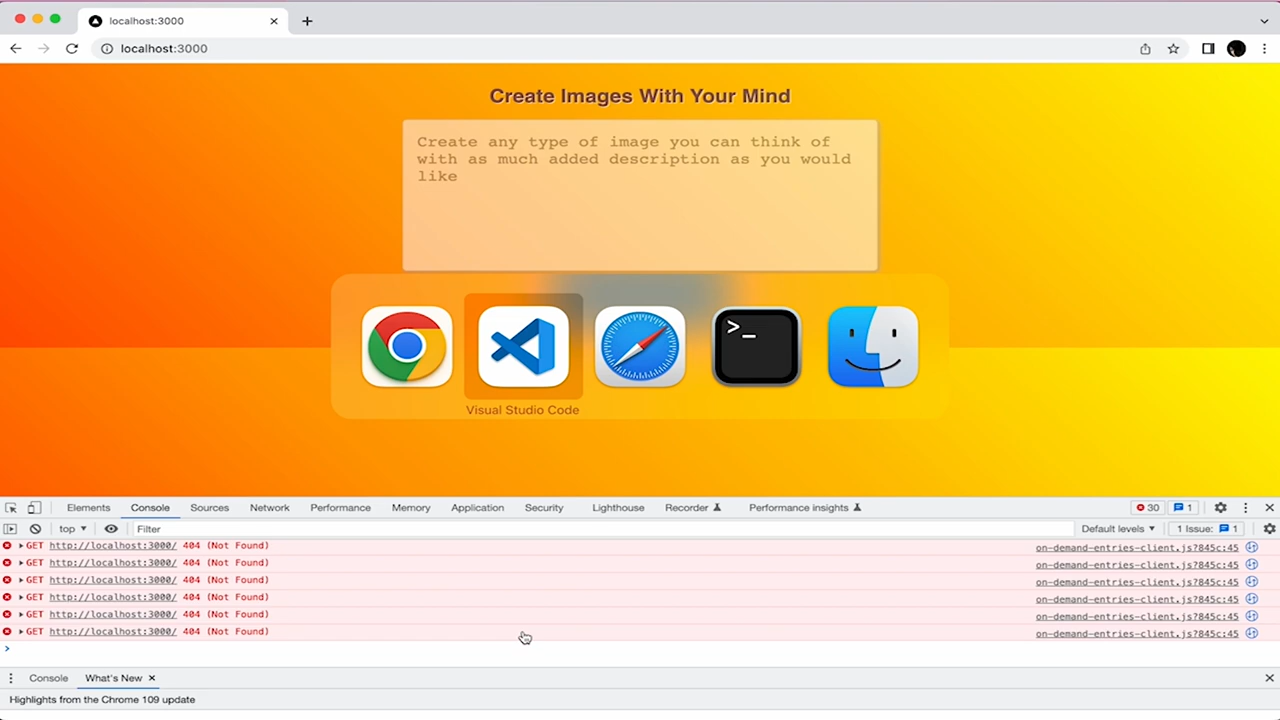 localhost:3000
localhost:3000
Create Images With Your Mind
Create any type of image you can think of
with as much added description as you would
like
>_
Visual Studio Code
Elements Console Sources Network Performance Memory Application Security Lighthouse Recorder Performance insights 30 1
top Filter Default levels 1 Issue: 1
GET http://localhost:3000/ 404 (Not Found) on-demand-entries-client.js?845c:45
GET http://localhost:3000/ 404 (Not Found) on-demand-entries-client.js?845c:45
GET http://localhost:3000/ 404 (Not Found) on-demand-entries-client.js?845c:45
GET http://localhost:3000/ 404 (Not Found) on-demand-entries-client.js?845c:45
GET http://localhost:3000/ 404 (Not Found) on-demand-entries-client.js?845c:45
GET http://localhost:3000/ 404 (Not Found) on-demand-entries-client.js?845c:45
>
Console What's New
Highlights from the Chrome 109 update